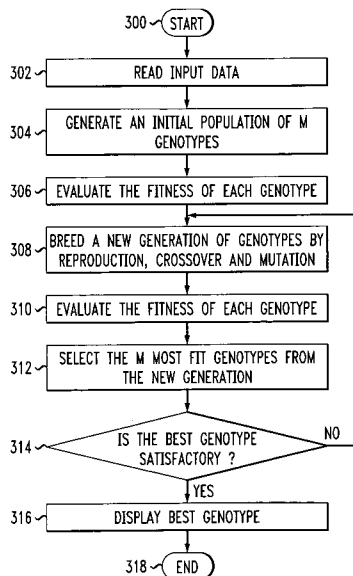 300
START
302
READ INPUT DATA
304
GENERATE AN INITIAL POPULATION OF M
GENOTYPES
306
EVALUATE THE FITNESS OF EACH GENOTYPE
308
BREED A NEW GENERATION OF GENOTYPES BY
REPRODUCTION, CROSSOVER AND MUTATION
310
EVALUATE THE FITNESS OF EACH GENOTYPE
312
SELECT THE M MOST FIT GENOTYPES FROM
THE NEW GENERATION
314
IS THE BEST GENOTYPE
SATISFACTORY ?
NO
YES
316
DISPLAY BEST GENOTYPE
318
END